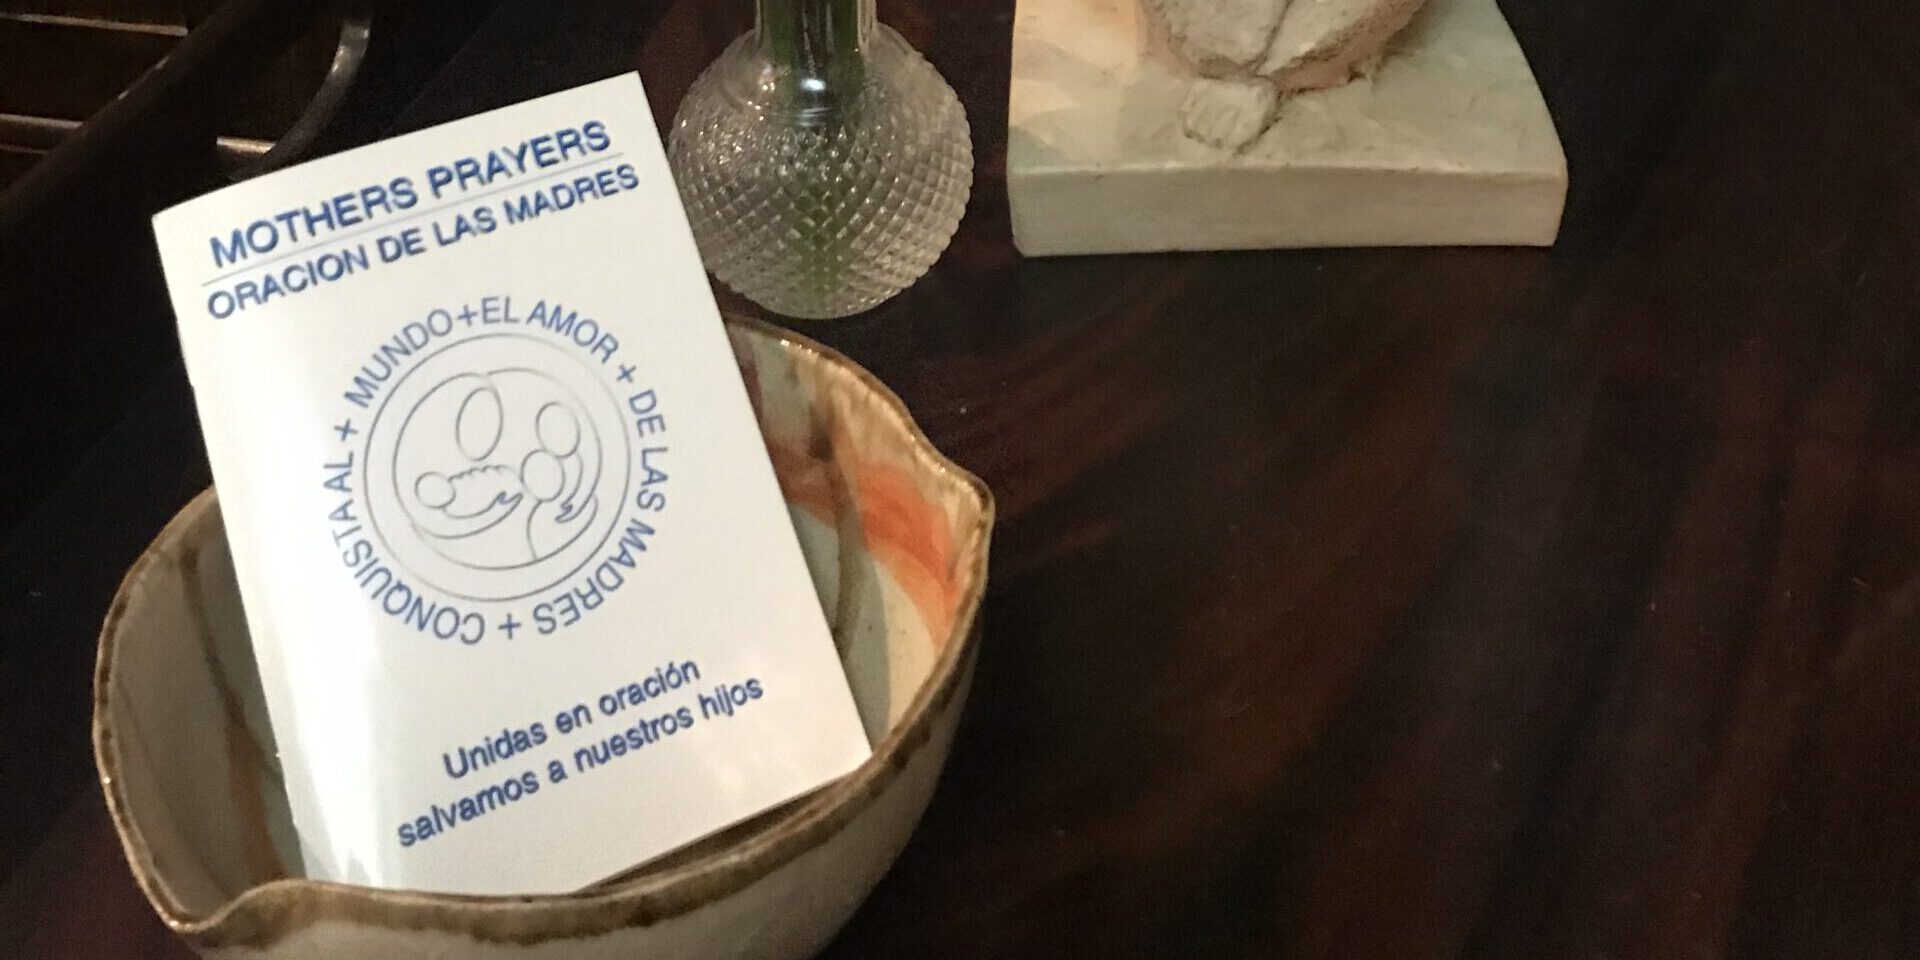 MOTHERS PRAYERS
ORACION DE LAS MADRES
EL AMOR + DE LAS MADRES + CONQUISTA AL + MUNDO +
Unidas en oración
salvamos a nuestros hijos